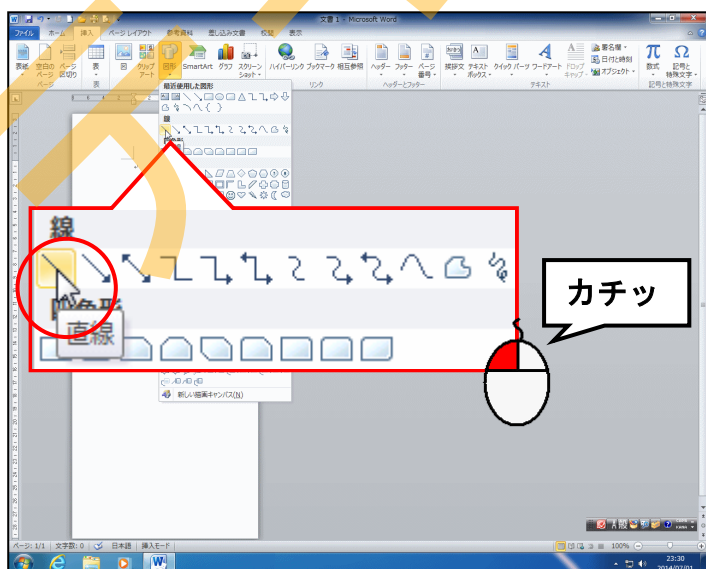 文書 1 - Microsoft Word
ファイル ホーム 挿入 ページ レイアウト 参考資料 差し込み文書 校閲 表示
表紙 空白の ページ 表 図 クリップ 図形 SmartArt グラフ スクリーン ハイパーリンク ブックマーク 相互参照 ヘッダー フッター ページ 挨拶文 テキスト クイック パーツ ワードアート ドロップ 署名欄 数式 記号と
ページ 区切り アート ショット 番号 ボックス キャップ 日付と時刻 特殊文字
オブジェクト
ページ 表 リンク ヘッダーとフッター テキスト 記号と特殊文字
最近使用した図形
線
線
四角形
直線
カチッ
新しい描画キャンバス(N)
ページ: 1/1 文字数: 0 日本語 挿入モード 100%
A 般 CAPS KANA
23:30
2014/07/01